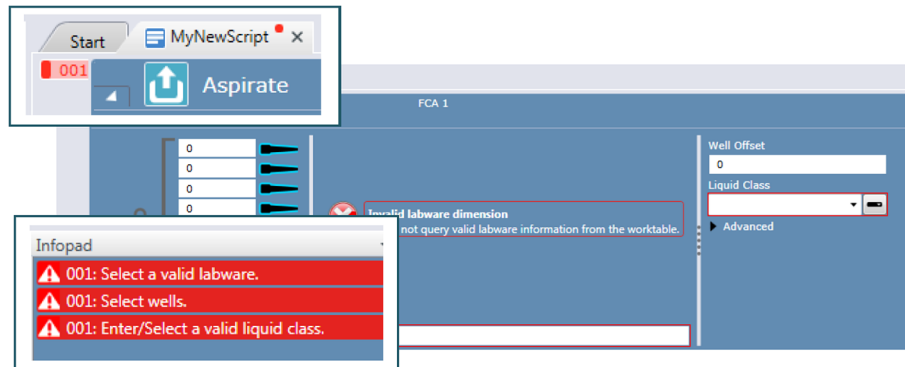 Start
MyNewScript
001
Aspirate
FCA 1
0
0
0
0
Invalid labware dimension
not query valid labware information from the worktable.
Well Offset
0
Liquid Class
Advanced
Infopad
001: Select a valid labware.
001: Select wells.
001: Enter/Select a valid liquid class.